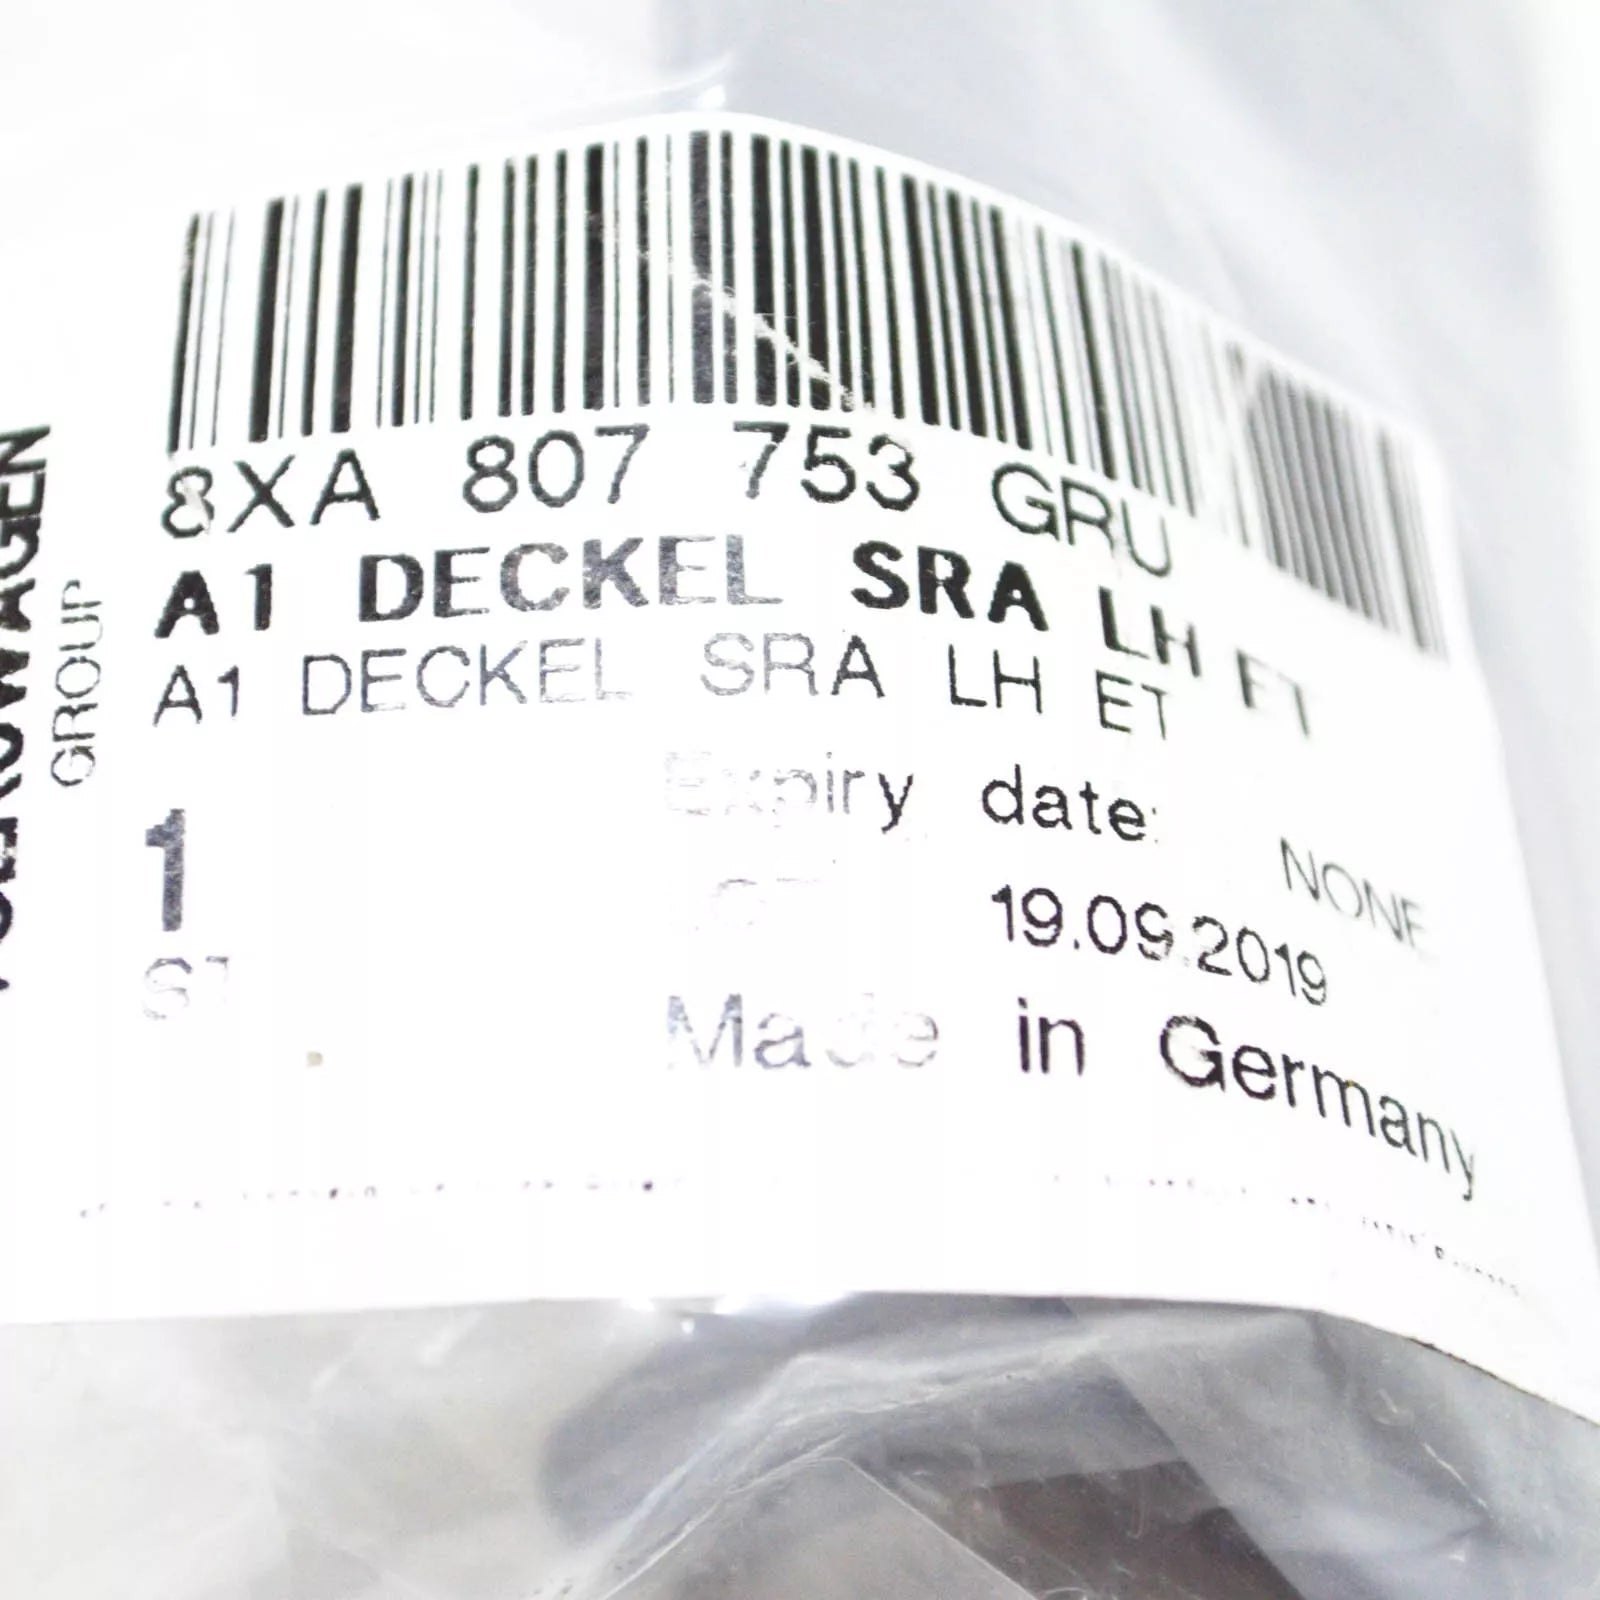 GROUP
8XA 807 753 GRU
A1 DECKEL SRA LH ET
A1 DECKEL SRA LH ET
1
ST
Expiry date: NONE
19.09.2019
Made in Germany